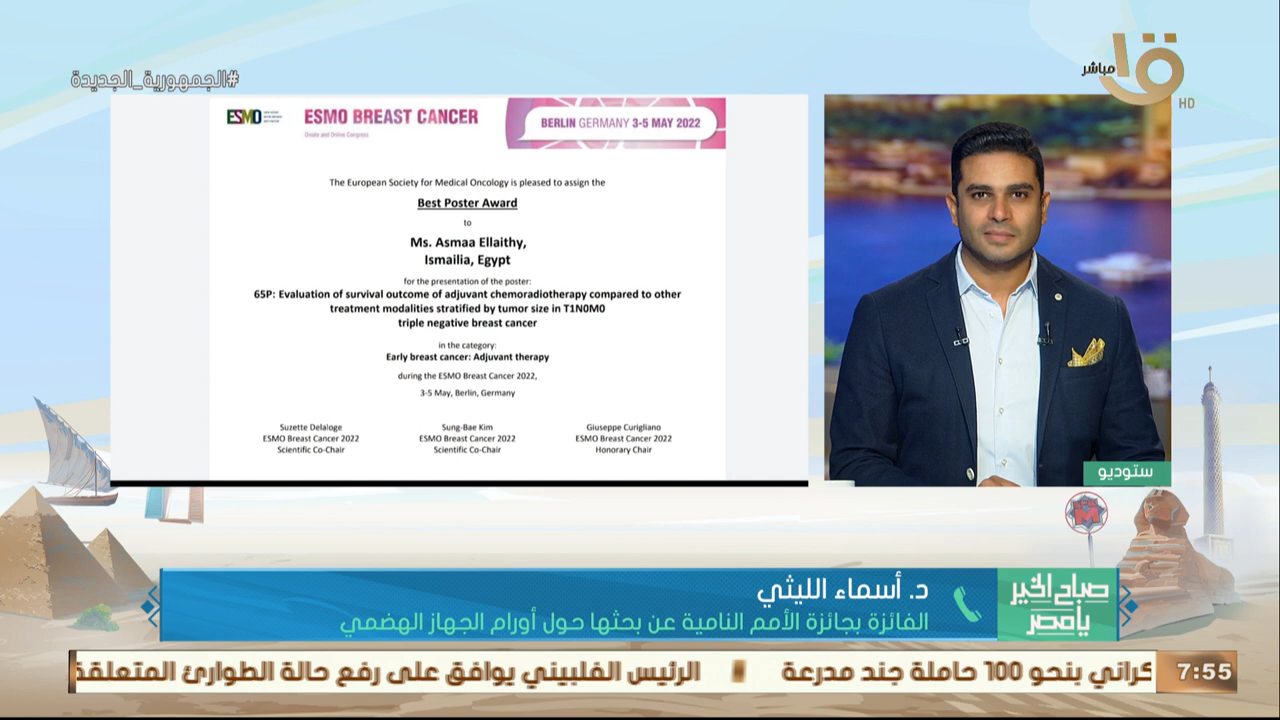 #الجمهورية_الجديدة
مباشر
HD
ESMO
ESMO BREAST CANCER
Onsite and Online Congress
BERLIN GERMANY 3-5 MAY 2022
The European Society for Medical Oncology is pleased to assign the
Best Poster Award
to
Ms. Asmaa Ellaithy,
Ismailia, Egypt
for the presentation of the poster:
65P: Evaluation of survival outcome of adjuvant chemoradiotherapy compared to other
treatment modalities stratified by tumor size in T1N0M0
triple negative breast cancer
in the category:
Early breast cancer: Adjuvant therapy
during the ESMO Breast Cancer 2022,
3-5 May, Berlin, Germany
Suzette Delaloge
ESMO Breast Cancer 2022
Scientific Co-Chair
Sung-Bae Kim
ESMO Breast Cancer 2022
Scientific Co-Chair
Giuseppe Curigliano
ESMO Breast Cancer 2022
Honorary Chair
ستوديو
صباح الخير
يا مصر
د. أسماء الليثي
الفائزة بجائزة الأمم النامية عن بحثها حول أورام الجهاز الهضمي
كراني بنحو 100 حاملة جند مدرعة
الرئيس الفلبيني يوافق على رفع حالة الطوارئ المتعلقة
7:55